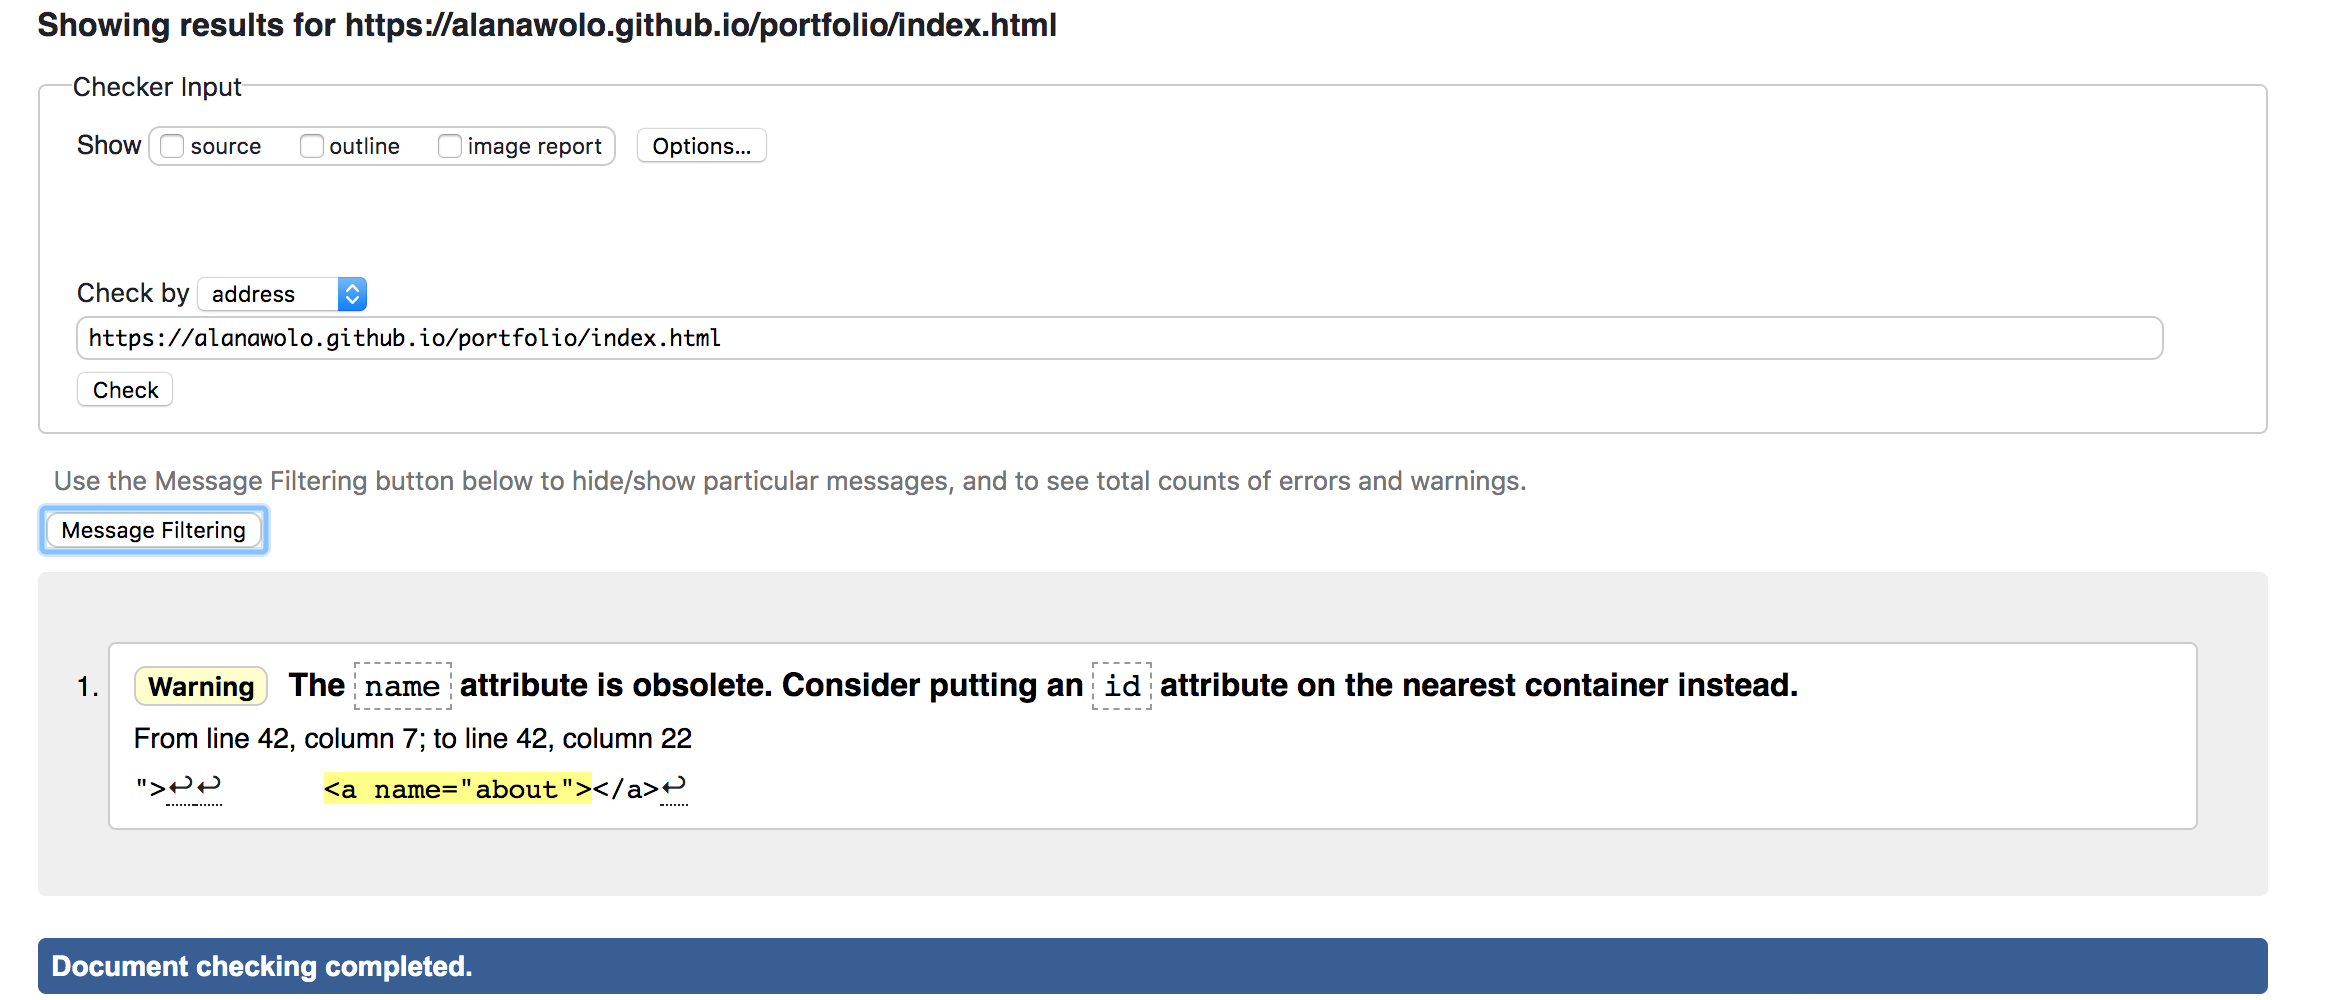 Showing results for https://alanawolo.github.io/portfolio/index.html
Checker Input
Show source outline image report Options...
Check by address
https://alanawolo.github.io/portfolio/index.html
Check
Use the Message Filtering button below to hide/show particular messages, and to see total counts of errors and warnings.
Message Filtering
1. Warning The name attribute is obsolete. Consider putting an id attribute on the nearest container instead.
From line 42, column 7; to line 42, column 22
">↩↩ <a name="about"></a>↩
Document checking completed.